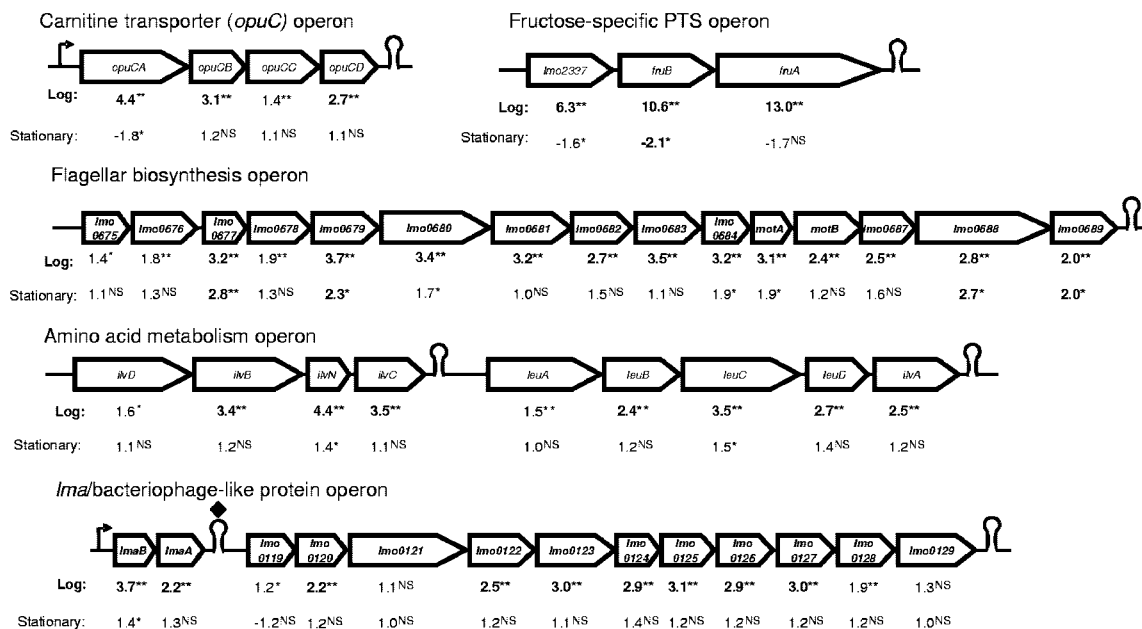 Carnitine transporter (opuC) operon
opuCA opuCB opuCC opuCD
Log: 4.4** 3.1** 1.4** 2.7**
Stationary: -1.8* 1.2NS 1.1NS 1.1NS
Fructose-specific PTS operon
lmo2337 fruB fruA
Log: 6.3** 10.6** 13.0**
Stationary: -1.6* -2.1* -1.7NS
Flagellar biosynthesis operon
lmo0675 lmo0676 lmo0677 lmo0678 lmo0679 lmo0680 lmo0681 lmo0682 lmo0683 lmo0684 motA motB lmo0687 lmo0688 lmo0689
Log: 1.4* 1.8** 3.2** 1.9** 3.7** 3.4** 3.2** 2.7** 3.5** 3.2** 3.1** 2.4** 2.5** 2.8** 2.0**
Stationary: 1.1NS 1.3NS 2.8** 1.3NS 2.3* 1.7* 1.0NS 1.5NS 1.1NS 1.9* 1.9* 1.2NS 1.6NS 2.7* 2.0*
Amino acid metabolism operon
ilvD ilvB ilvN ilvC leuA leuB leuC leuD ilvA
Log: 1.6* 3.4** 4.4** 3.5** 1.5** 2.4** 3.5** 2.7** 2.5**
Stationary: 1.1NS 1.2NS 1.4* 1.1NS 1.0NS 1.2NS 1.5* 1.4NS 1.2NS
lma/bacteriophage-like protein operon
lmaB lmaA lmo0119 lmo0120 lmo0121 lmo0122 lmo0123 lmo0124 lmo0125 lmo0126 lmo0127 lmo0128 lmo0129
Log: 3.7** 2.2** 1.2* 2.2** 1.1NS 2.5** 3.0** 2.9** 3.1** 2.9** 3.0** 1.9** 1.3NS
Stationary: 1.4* 1.3NS -1.2NS 1.2NS 1.0NS 1.2NS 1.1NS 1.4NS 1.2NS 1.2NS 1.2NS 1.2NS 1.0NS